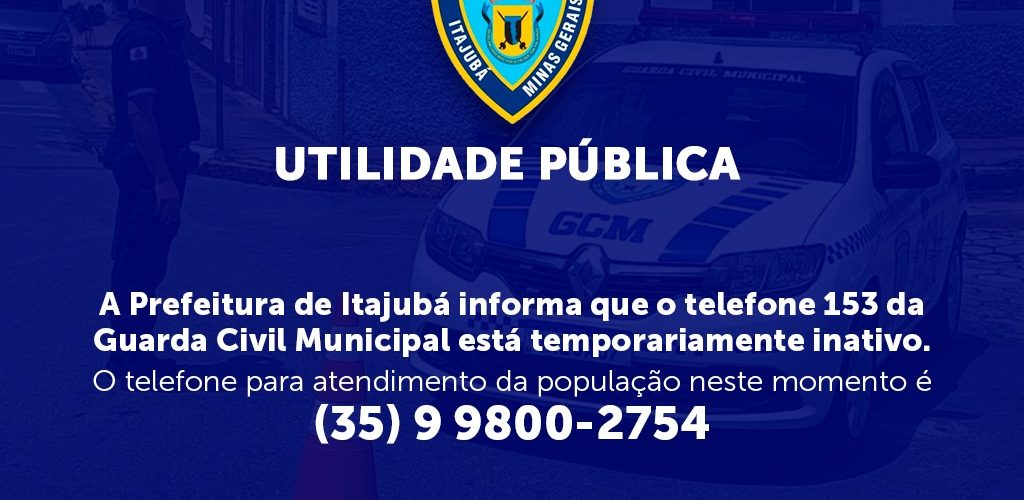 ITAJUBÁ
MINAS GERAIS
GUARDA CIVIL MUNICIPAL
UTILIDADE PÚBLICA
GCM
A Prefeitura de Itajubá informa que o telefone 153 da
Guarda Civil Municipal está temporariamente inativo.
O telefone para atendimento da população neste momento é
(35) 9 9800-2754